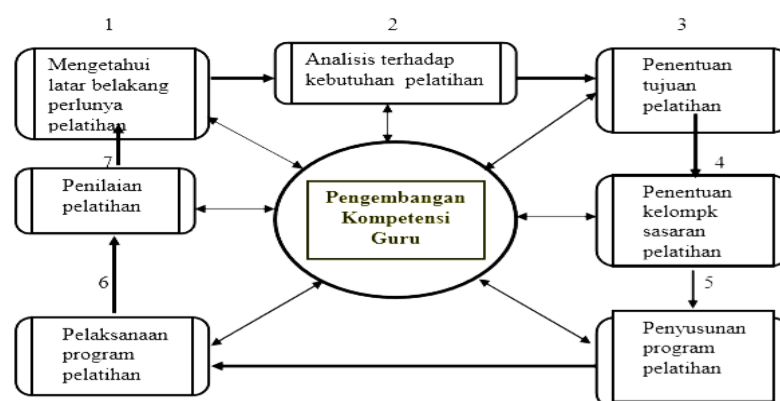 1
2
3
Mengetahui
latar belakang
perlunya
pelatihan
Analisis terhadap
kebutuhan pelatihan
Penentuan
tujuan
pelatihan
7
Penilaian
pelatihan
Pengembangan
Kompetensi
Guru
4
Penentuan
kelompk
sasaran
pelatihan
6
5
Pelaksanaan
program
pelatihan
Penyusunan
program
pelatihan